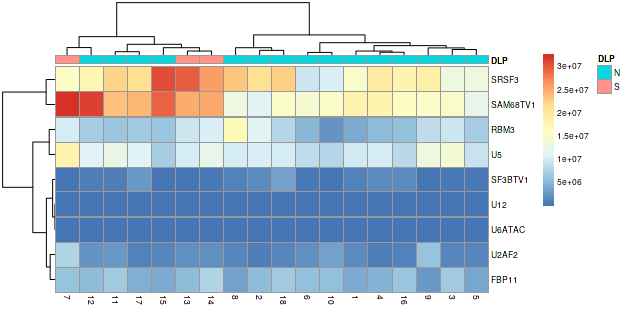 DLP
SRSF3
SAM68TV1
RBM3
U5
SF3BTV1
U12
U6ATAC
U2AF2
FBP11
7 12 11 17 15 13 14 8 2 18 6 10 1 4 16 9 3 5
3e+07
2.5e+07
2e+07
1.5e+07
1e+07
5e+06
DLP
N
S